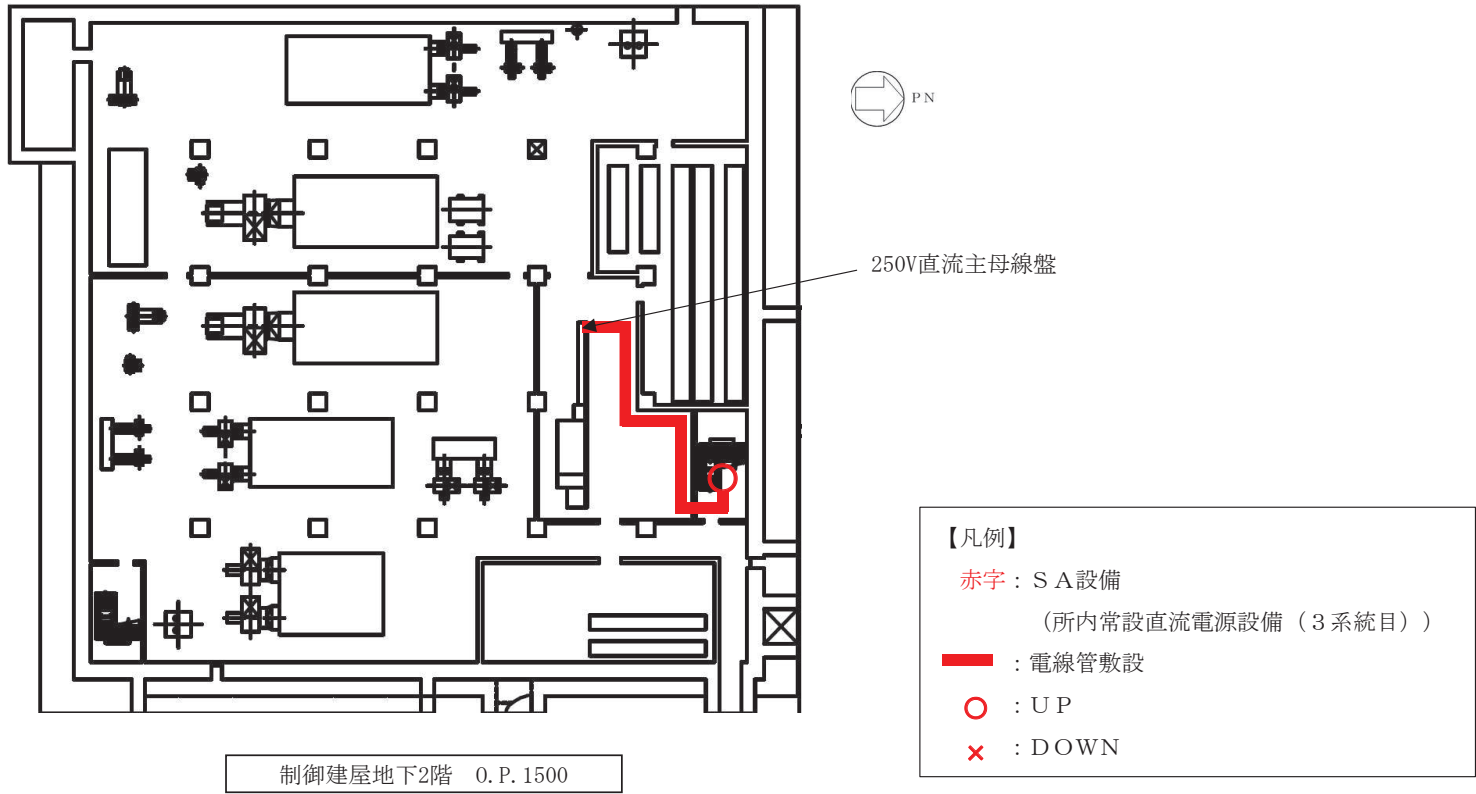 PN
250V直流主母線盤
【凡例】
赤字：ＳＡ設備
（所内常設直流電源設備（３系統目））
：電線管敷設
：ＵＰ
：ＤＯＷＮ
制御建屋地下2階　O.P.1500